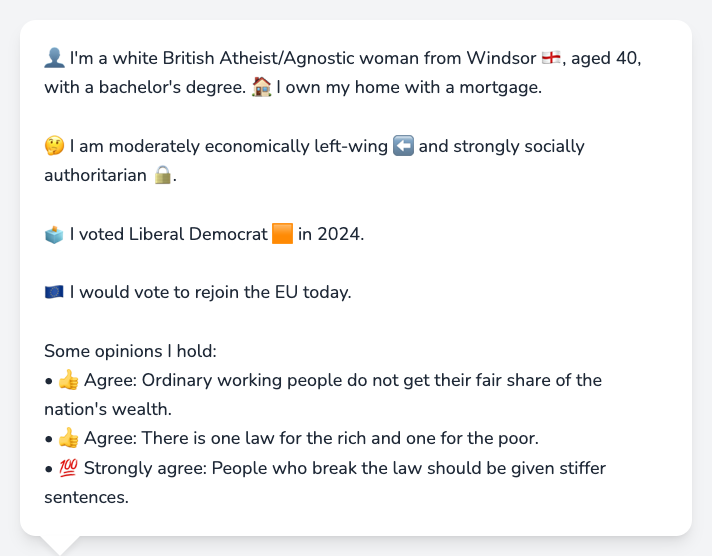 👤 I'm a white British Atheist/Agnostic woman from Windsor 🏴󠁧󠁢󠁥󠁮󠁧󠁿, aged 40,
with a bachelor's degree. 🏠 I own my home with a mortgage.
🤔 I am moderately economically left-wing ⬅️ and strongly socially
authoritarian 🔒.
🗳️ I voted Liberal Democrat 🟧 in 2024.
🇪🇺 I would vote to rejoin the EU today.
Some opinions I hold:
• 👍 Agree: Ordinary working people do not get their fair share of the
nation's wealth.
• 👍 Agree: There is one law for the rich and one for the poor.
• 💯 Strongly agree: People who break the law should be given stiffer
sentences.